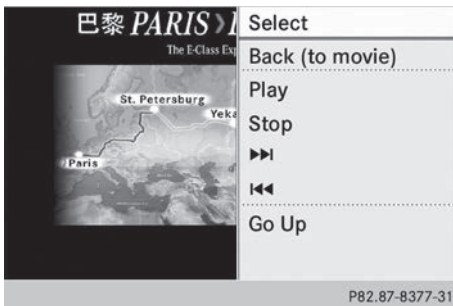 巴黎 PARIS
The E-Class Exp
St. Petersburg
Yeka
Paris
Select
Back (to movie)
Play
Stop
Go Up
P82.87-8377-31